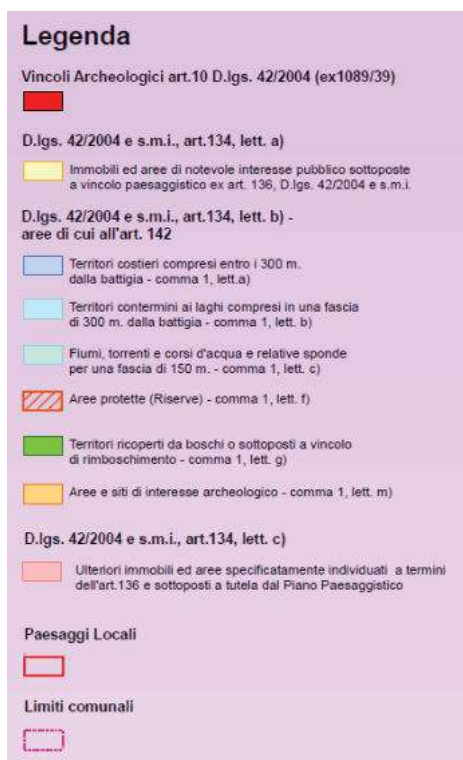 Legenda
Vincoli Archeologici art.10 D.lgs. 42/2004 (ex1089/39)
D.lgs. 42/2004 e s.m.i., art.134, lett. a)
Immobili ed aree di notevole interesse pubblico sottoposte
a vincolo paesaggistico ex art. 136, D.lgs. 42/2004 e s.m.i.
D.lgs. 42/2004 e s.m.i., art.134, lett. b) -
aree di cui all'art. 142
Territori costieri compresi entro i 300 m.
dalla battigia - comma 1, lett.a)
Territori contermini ai laghi compresi in una fascia
di 300 m. dalla battigia - comma 1, lett. b)
Fiumi, torrenti e corsi d'acqua e relative sponde
per una fascia di 150 m. - comma 1, lett. c)
Aree protette (Riserve) - comma 1, lett. f)
Territori ricoperti da boschi o sottoposti a vincolo
di rimboschimento - comma 1, lett. g)
Aree e siti di interesse archeologico - comma 1, lett. m)
D.lgs. 42/2004 e s.m.i., art.134, lett. c)
Ulteriori immobili ed aree specificatamente individuati a termini
dell'art.136 e sottoposti a tutela dal Piano Paesaggistico
Paesaggi Locali
Limiti comunali